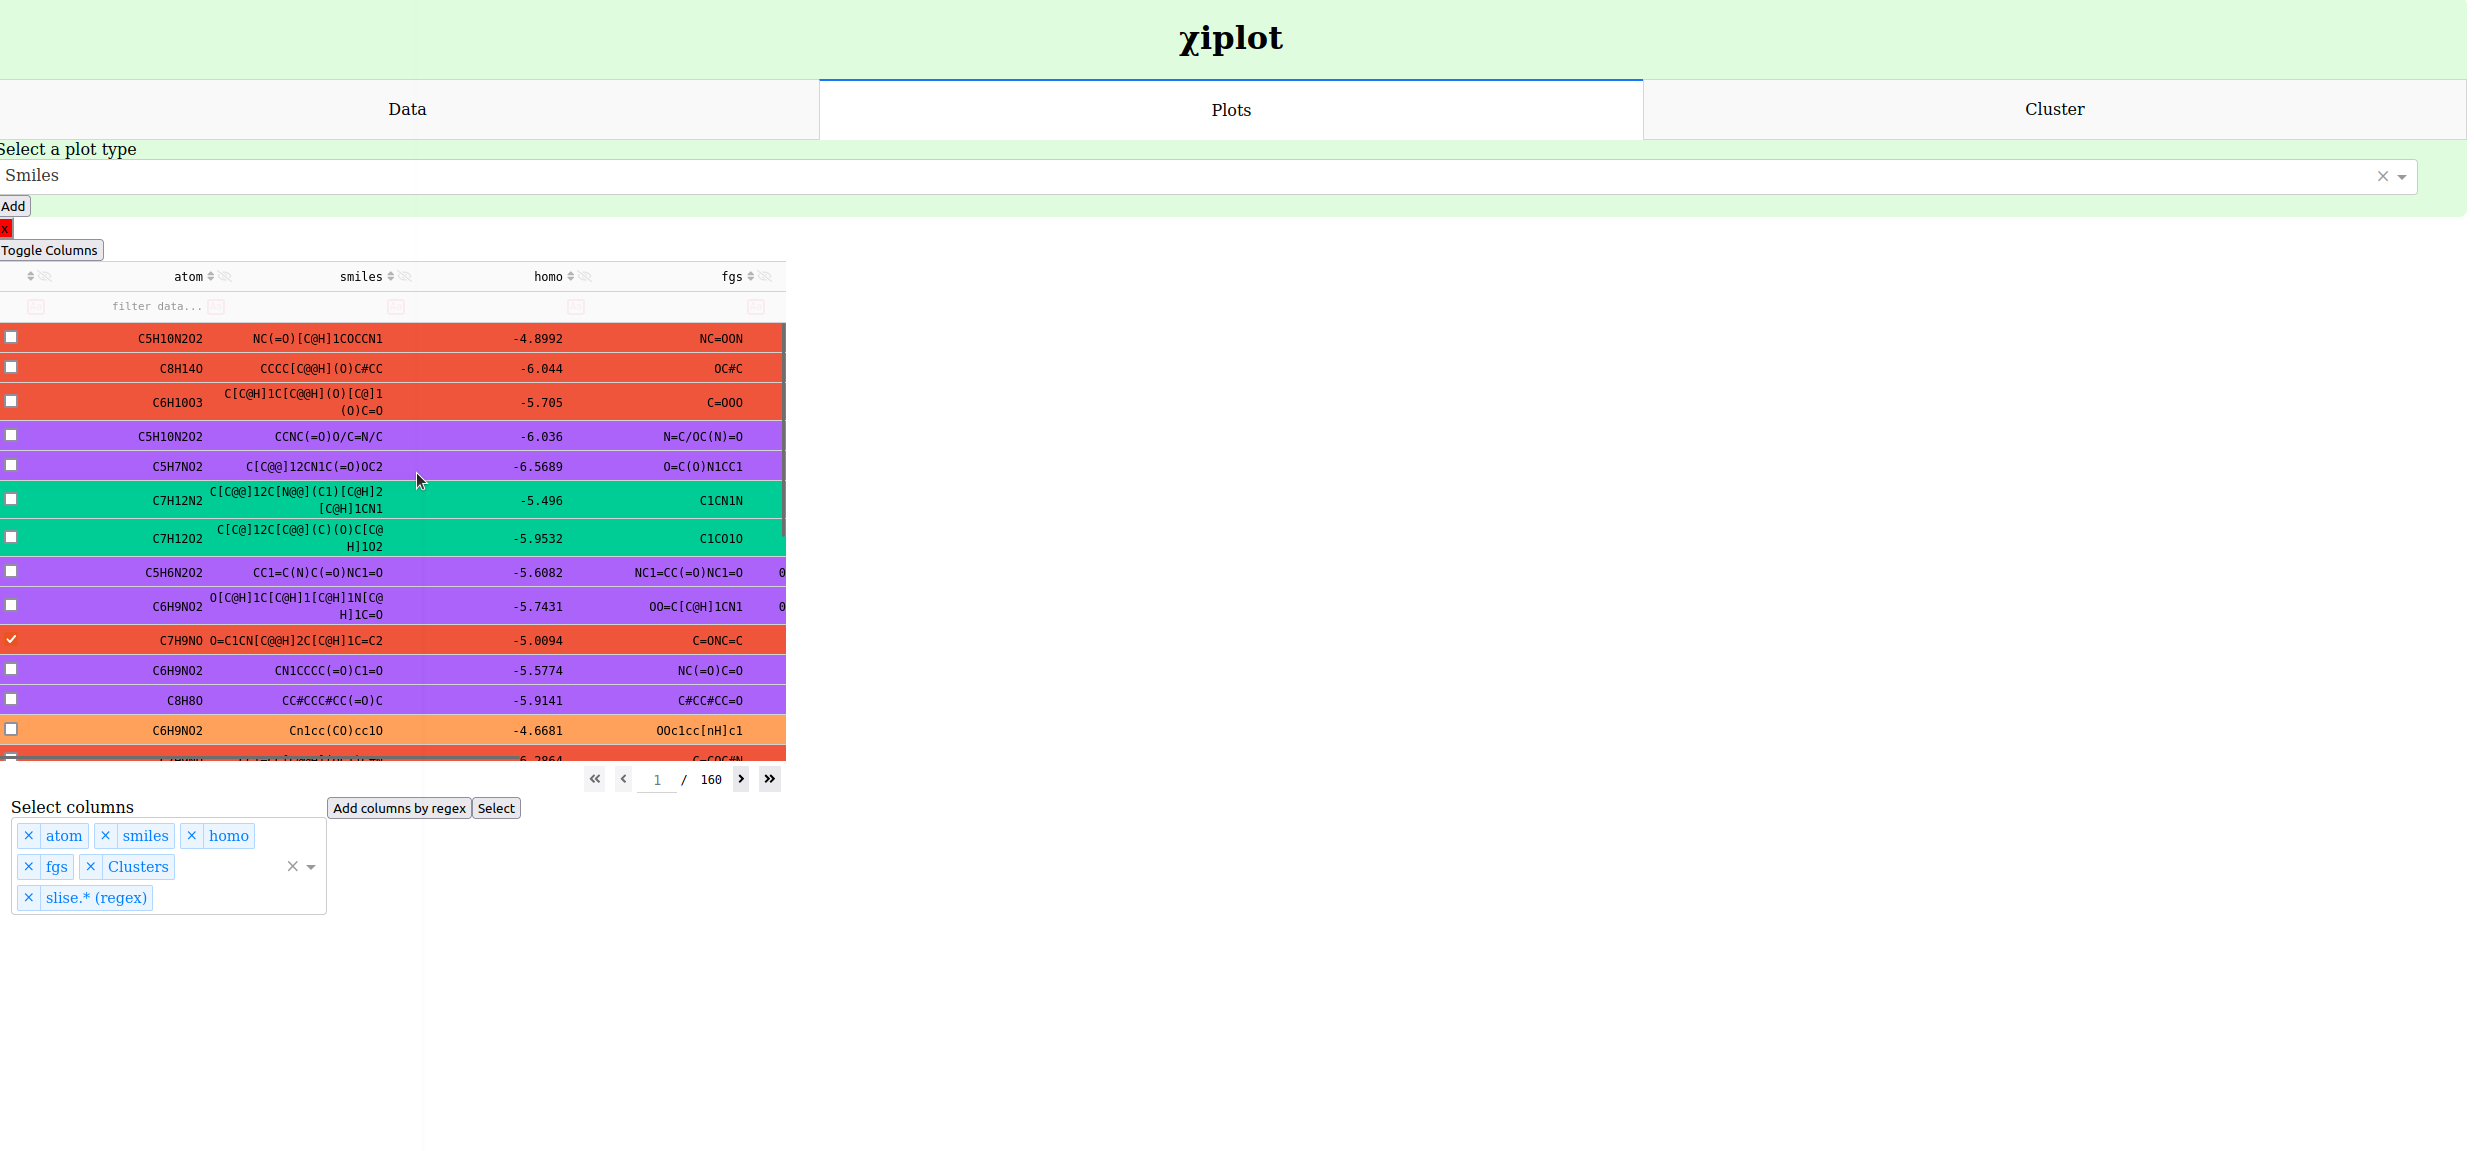 χiplot
Data Plots Cluster
Select a plot type
Smiles
Add
x
Toggle Columns
atom smiles homo fgs
filter data...
C5H10N2O2 NC(=O)[C@H]1COCCN1 -4.8992 NC=OON
C8H14O CCCC[C@@H](O)C#CC -6.044 OC#C
C6H10O3 C[C@H]1C[C@@H](O)[C@]1(O)C=O -5.705 C=OOO
C5H10N2O2 CCNC(=O)O/C=N/C -6.036 N=C/OC(N)=O
C5H7NO2 C[C@@]12CN1C(=O)OC2 -6.5689 O=C(O)N1CC1
C7H12N2 C[C@@]12C[N@@](C1)[C@H]2[C@H]1CN1 -5.496 C1CN1N
C7H12O2 C[C@]12C[C@@](C)(O)C[C@H]1O2 -5.9532 C1CO1O
C5H6N2O2 CC1=C(N)C(=O)NC1=O -5.6082 NC1=CC(=O)NC1=O 0
C6H9NO2 O[C@H]1C[C@H]1[C@H]1N[C@H]1C=O -5.7431 OO=C[C@H]1CN1 0
C7H9NO O=C1CN[C@@H]2C[C@H]1C=C2 -5.0094 C=ONC=C
C6H9NO2 CN1CCCC(=O)C1=O -5.5774 NC(=O)C=O
C8H8O CC#CCC#CC(=O)C -5.9141 C#CC#CC=O
C6H9NO2 Cn1cc(CO)cc1O -4.6681 OOc1cc[nH]c1
1 / 160
Select columns Add columns by regex Select
× atom × smiles × homo
× fgs × Clusters
× slise.* (regex)